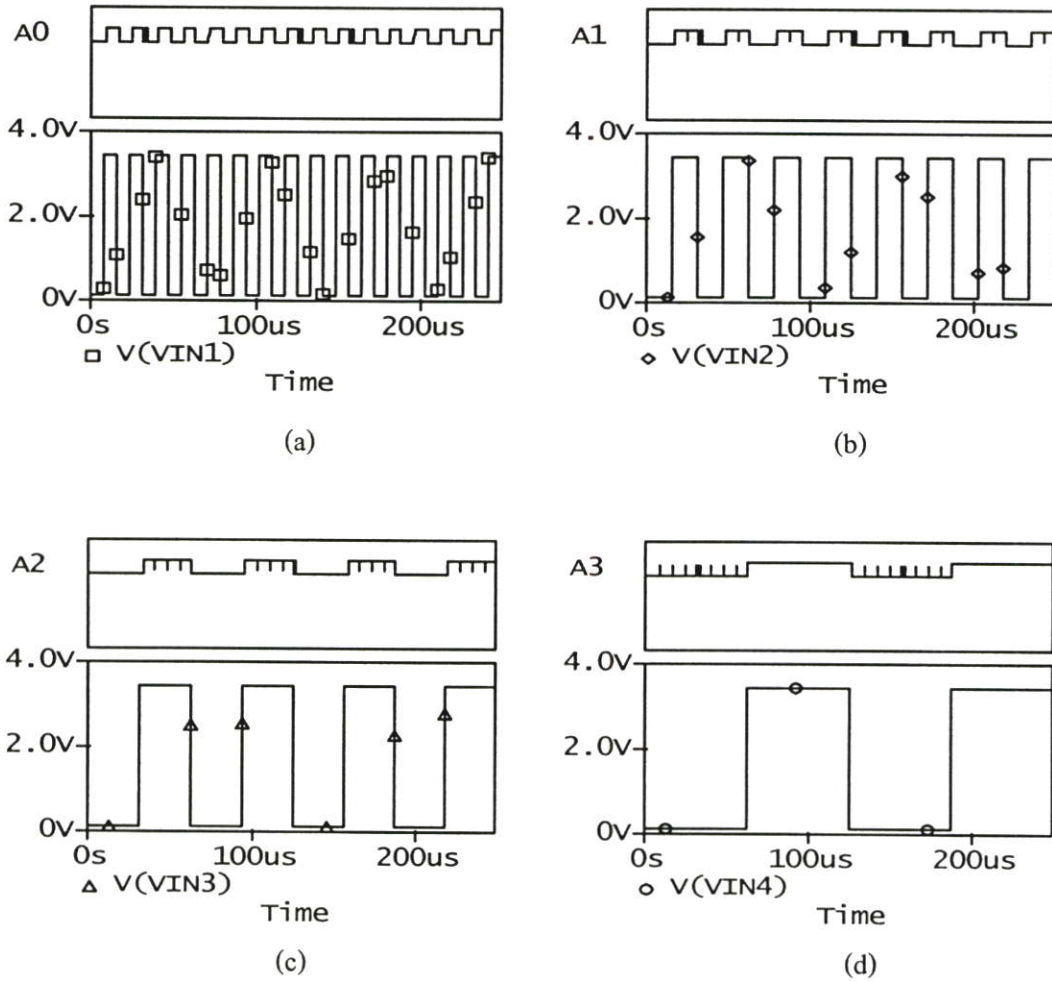 A0
4.0V
2.0V
0V
0s 100us 200us
V(VIN1)
Time
(a)
A1
4.0V
2.0V
0V
0s 100us 200us
V(VIN2)
Time
(b)
A2
4.0V
2.0V
0V
0s 100us 200us
V(VIN3)
Time
(c)
A3
4.0V
2.0V
0V
0s 100us 200us
V(VIN4)
Time
(d)